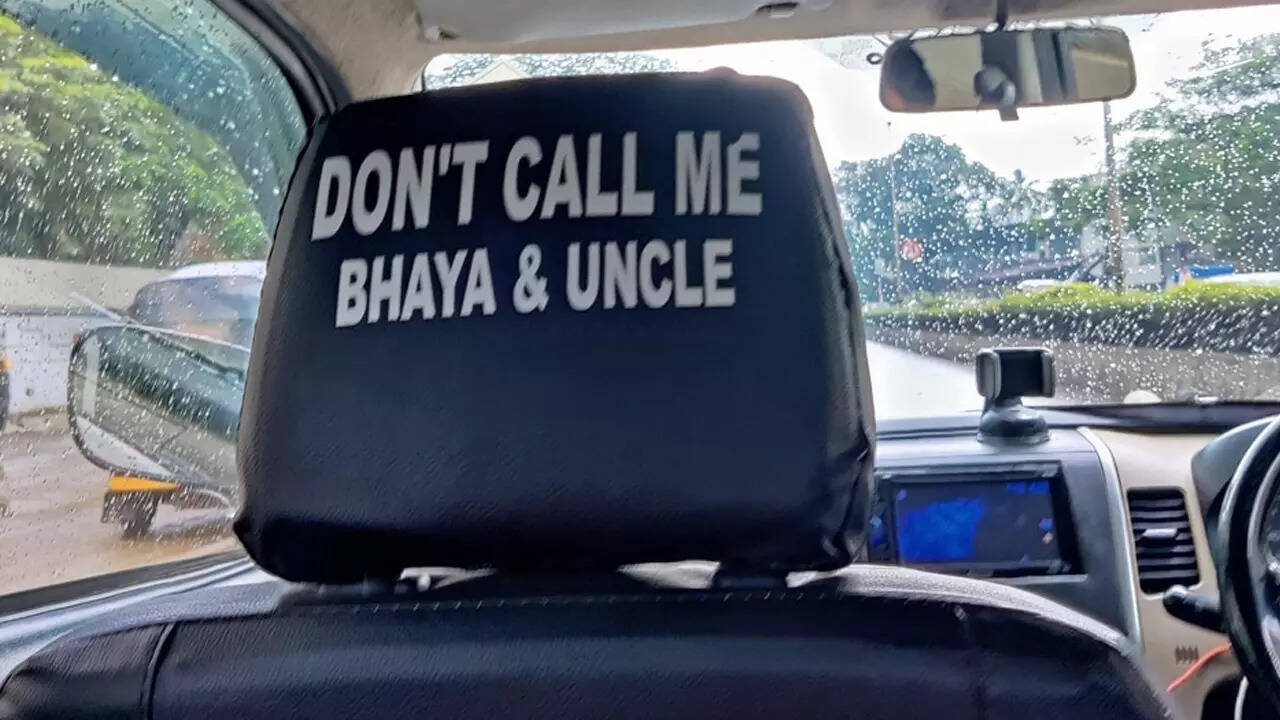 DON'T CALL ME
BHAYA & UNCLE